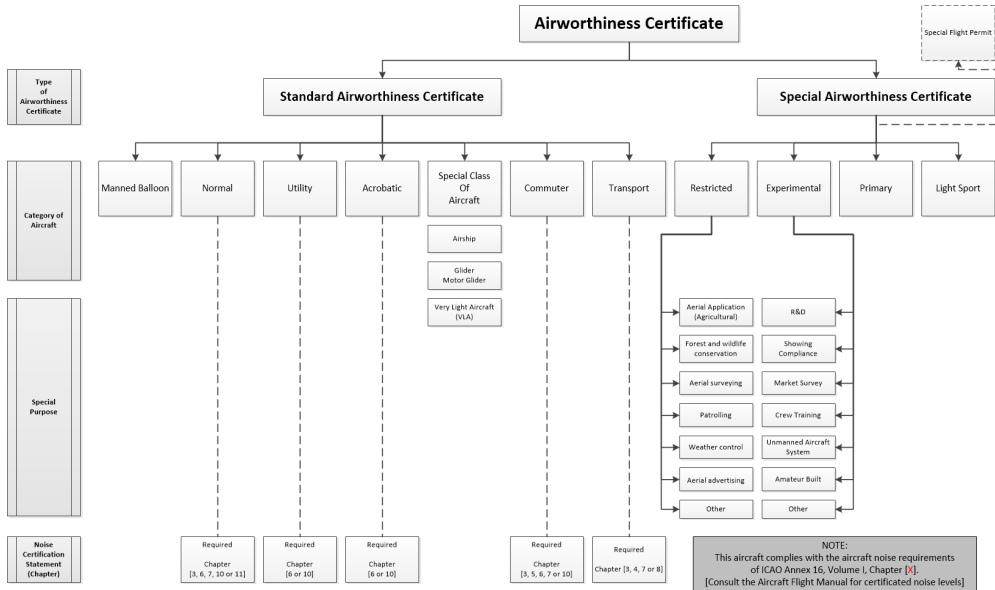 Airworthiness Certificate
Special Flight Permit
Type
of
Airworthiness
Certificate
Standard Airworthiness Certificate
Special Airworthiness Certificate
Category of
Aircraft
Manned Balloon
Normal
Utility
Acrobatic
Special Class
Of
Aircraft
Commuter
Transport
Restricted
Experimental
Primary
Light Sport
Airship
Glider
Motor Glider
Very Light Aircraft
(VLA)
Special
Purpose
Aerial Application
(Agricultural)
Forest and wildlife
conservation
Aerial surveying
Patrolling
Weather control
Aerial advertising
Other
R&D
Showing
Compliance
Market Survey
Crew Training
Unmanned Aircraft
System
Amateur Built
Other
Noise
Certification
Statement
(Chapter)
Required
Chapter
[3, 6, 7, 10 or 11]
Required
Chapter
[6 or 10]
Required
Chapter
[6 or 10]
Required
Chapter
[3, 5, 6, 7 or 10]
Required
Chapter [3, 4, 7 or 8]
NOTE:
This aircraft complies with the aircraft noise requirements
of ICAO Annex 16, Volume I, Chapter [X].
[Consult the Aircraft Flight Manual for certificated noise levels]